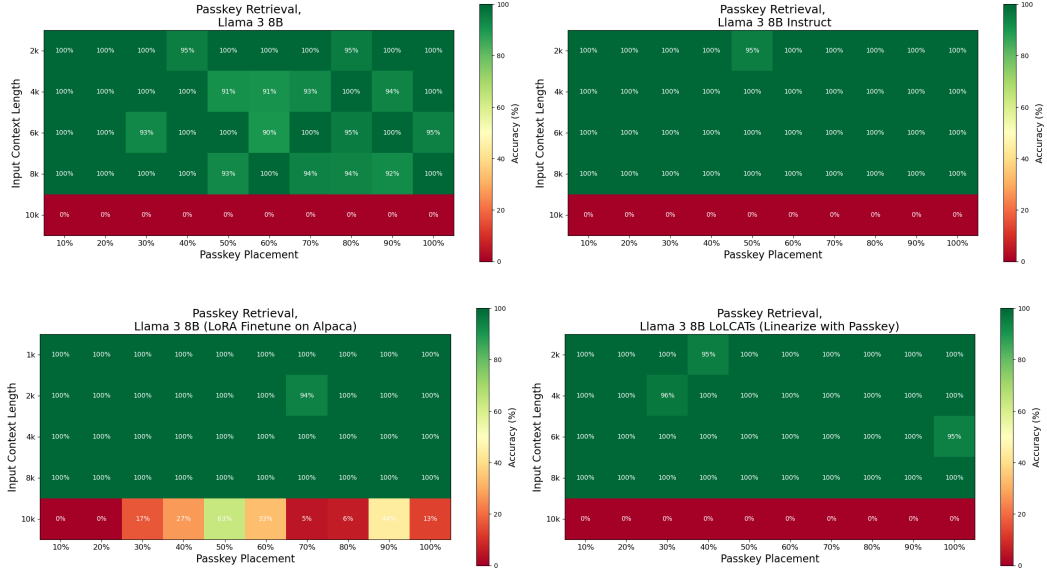 Passkey Retrieval,
Llama 3 8B
Input Context Length
2k 100% 100% 100% 95% 100% 100% 100% 95% 100% 100%
4k 100% 100% 100% 100% 91% 91% 93% 100% 94% 100%
6k 100% 100% 93% 100% 100% 90% 100% 95% 100% 95%
8k 100% 100% 100% 100% 93% 100% 94% 94% 92% 100%
10k 0% 0% 0% 0% 0% 0% 0% 0% 0% 0%
10% 20% 30% 40% 50% 60% 70% 80% 90% 100%
Passkey Placement
100
80
60
40
20
0
Accuracy (%)
Passkey Retrieval,
Llama 3 8B Instruct
Input Context Length
2k 100% 100% 100% 100% 95% 100% 100% 100% 100% 100%
4k 100% 100% 100% 100% 100% 100% 100% 100% 100% 100%
6k 100% 100% 100% 100% 100% 100% 100% 100% 100% 100%
8k 100% 100% 100% 100% 100% 100% 100% 100% 100% 100%
10k 0% 0% 0% 0% 0% 0% 0% 0% 0% 0%
10% 20% 30% 40% 50% 60% 70% 80% 90% 100%
Passkey Placement
100
80
60
40
20
0
Accuracy (%)
Passkey Retrieval,
Llama 3 8B (LoRA Finetune on Alpaca)
Input Context Length
1k 100% 100% 100% 100% 100% 100% 100% 100% 100% 100%
2k 100% 100% 100% 100% 100% 100% 94% 100% 100% 100%
4k 100% 100% 100% 100% 100% 100% 100% 100% 100% 100%
8k 100% 100% 100% 100% 100% 100% 100% 100% 100% 100%
10k 0% 0% 17% 27% 63% 33% 5% 6% 13%
10% 20% 30% 40% 50% 60% 70% 80% 90% 100%
Passkey Placement
100
80
60
40
20
0
Accuracy (%)
Passkey Retrieval,
Llama 3 8B LoLCATs (Linearize with Passkey)
Input Context Length
2k 100% 100% 100% 95% 100% 100% 100% 100% 100% 100%
4k 100% 100% 96% 100% 100% 100% 100% 100% 100% 100%
6k 100% 100% 100% 100% 100% 100% 100% 100% 100% 95%
8k 100% 100% 100% 100% 100% 100% 100% 100% 100% 100%
10k 0% 0% 0% 0% 0% 0% 0% 0% 0% 0%
10% 20% 30% 40% 50% 60% 70% 80% 90% 100%
Passkey Placement
100
80
60
40
20
0
Accuracy (%)